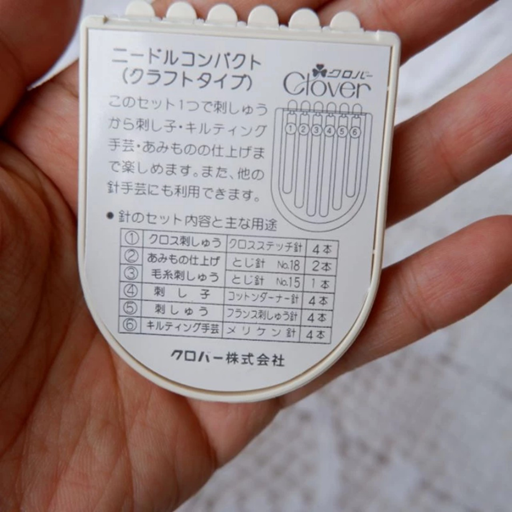 ニードルコンパクト
(クラフトタイプ)
クロバー
Clover
このセット1つで刺しゅう
から刺し子・キルティング
手芸・あみものの仕上げま
で楽しめます。また、他の
針手芸にも利用できます。
① ② ③ ④ ⑤ ⑥
●針のセット内容と主な用途
① クロス刺しゅう クロスステッチ針 4本
② あみもの仕上げ とじ針 No.18 2本
③ 毛糸刺しゅう とじ針 No.15 1本
④ 刺し子 コットンダーナー針 4本
⑤ 刺しゅう フランス刺しゅう針 4本
⑥ キルティング手芸 メリケン針 4本
クロバー株式会社